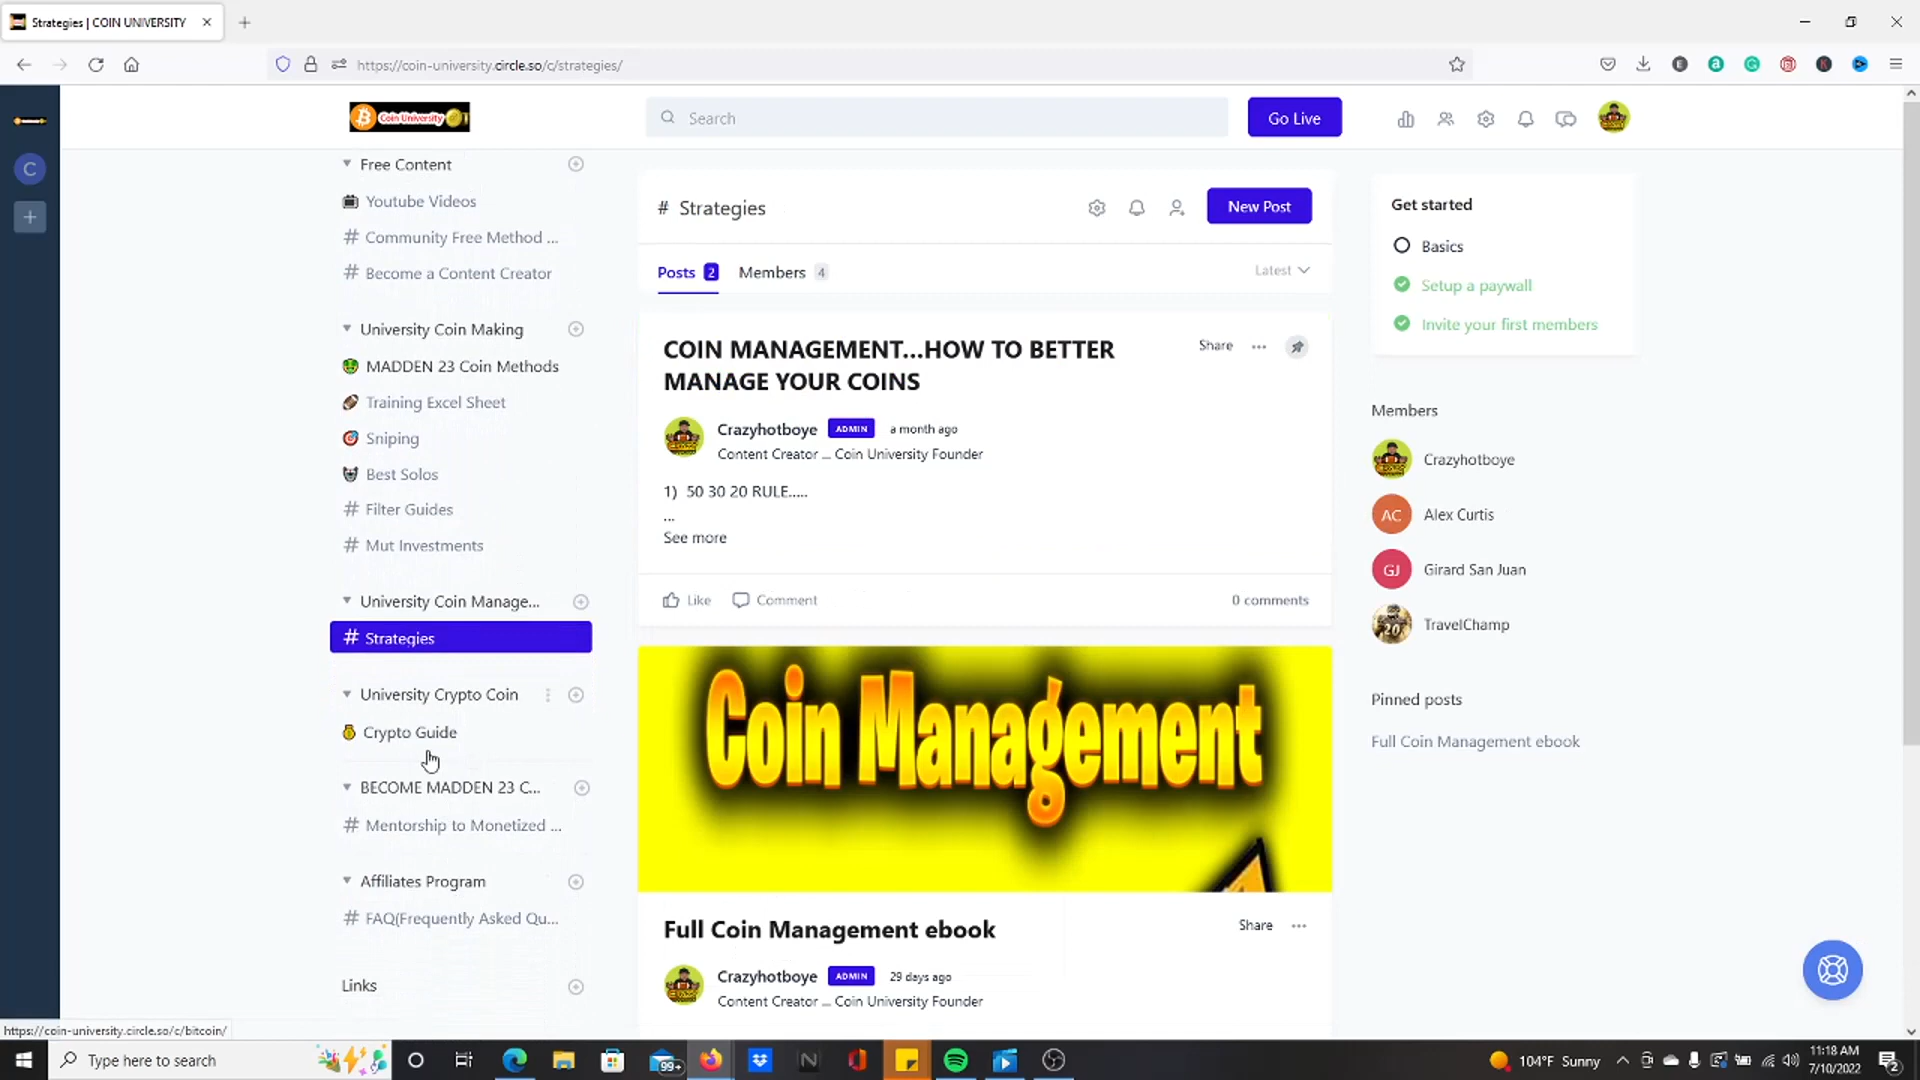 Strategies | COIN UNIVERSITY
https://coin-university.circle.so/c/strategies/
Coin University
Search
Go Live
C
Free Content
Youtube Videos
# Community Free Method ...
# Become a Content Creator
University Coin Making
MADDEN 23 Coin Methods
Training Excel Sheet
Sniping
Best Solos
# Filter Guides
# Mut Investments
University Coin Manage...
# Strategies
University Crypto Coin
Crypto Guide
BECOME MADDEN 23 C...
# Mentorship to Monetized ...
Affiliates Program
# FAQ(Frequently Asked Qu...
Links
# Strategies
New Post
Posts 2 Members 4
Latest
COIN MANAGEMENT...HOW TO BETTER
MANAGE YOUR COINS
Share ...
Crazyhotboye ADMIN a month ago
Content Creator ... Coin University Founder
1) 50 30 20 RULE.....
...
See more
Like Comment
0 comments
Coin Management
Full Coin Management ebook
Share ...
Crazyhotboye ADMIN 29 days ago
Content Creator ... Coin University Founder
Get started
Basics
Setup a paywall
Invite your first members
Members
Crazyhotboye
AC Alex Curtis
GJ Girard San Juan
20 TravelChamp
Pinned posts
Full Coin Management ebook
https://coin-university.circle.so/c/bitcoin/
Type here to search
99+
104°F Sunny
11:18 AM
7/10/2022
2